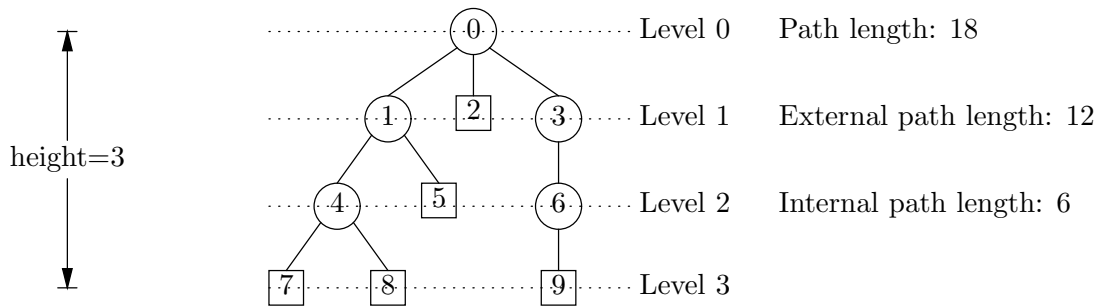 0 Level 0 Path length: 18
1 2 3 Level 1 External path length: 12
height=3
4 5 6 Level 2 Internal path length: 6
7 8 9 Level 3